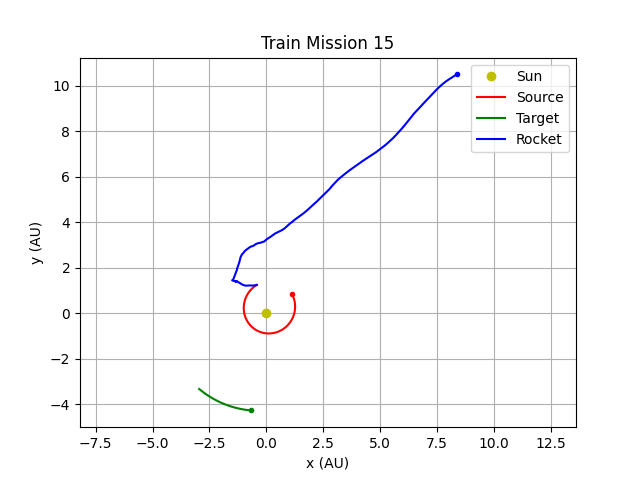 Train Mission 15
Sun
Source
Target
Rocket
10
8
6
4
2
0
−2
−4
y (AU)
−7.5 −5.0 −2.5 0.0 2.5 5.0 7.5 10.0 12.5
x (AU)